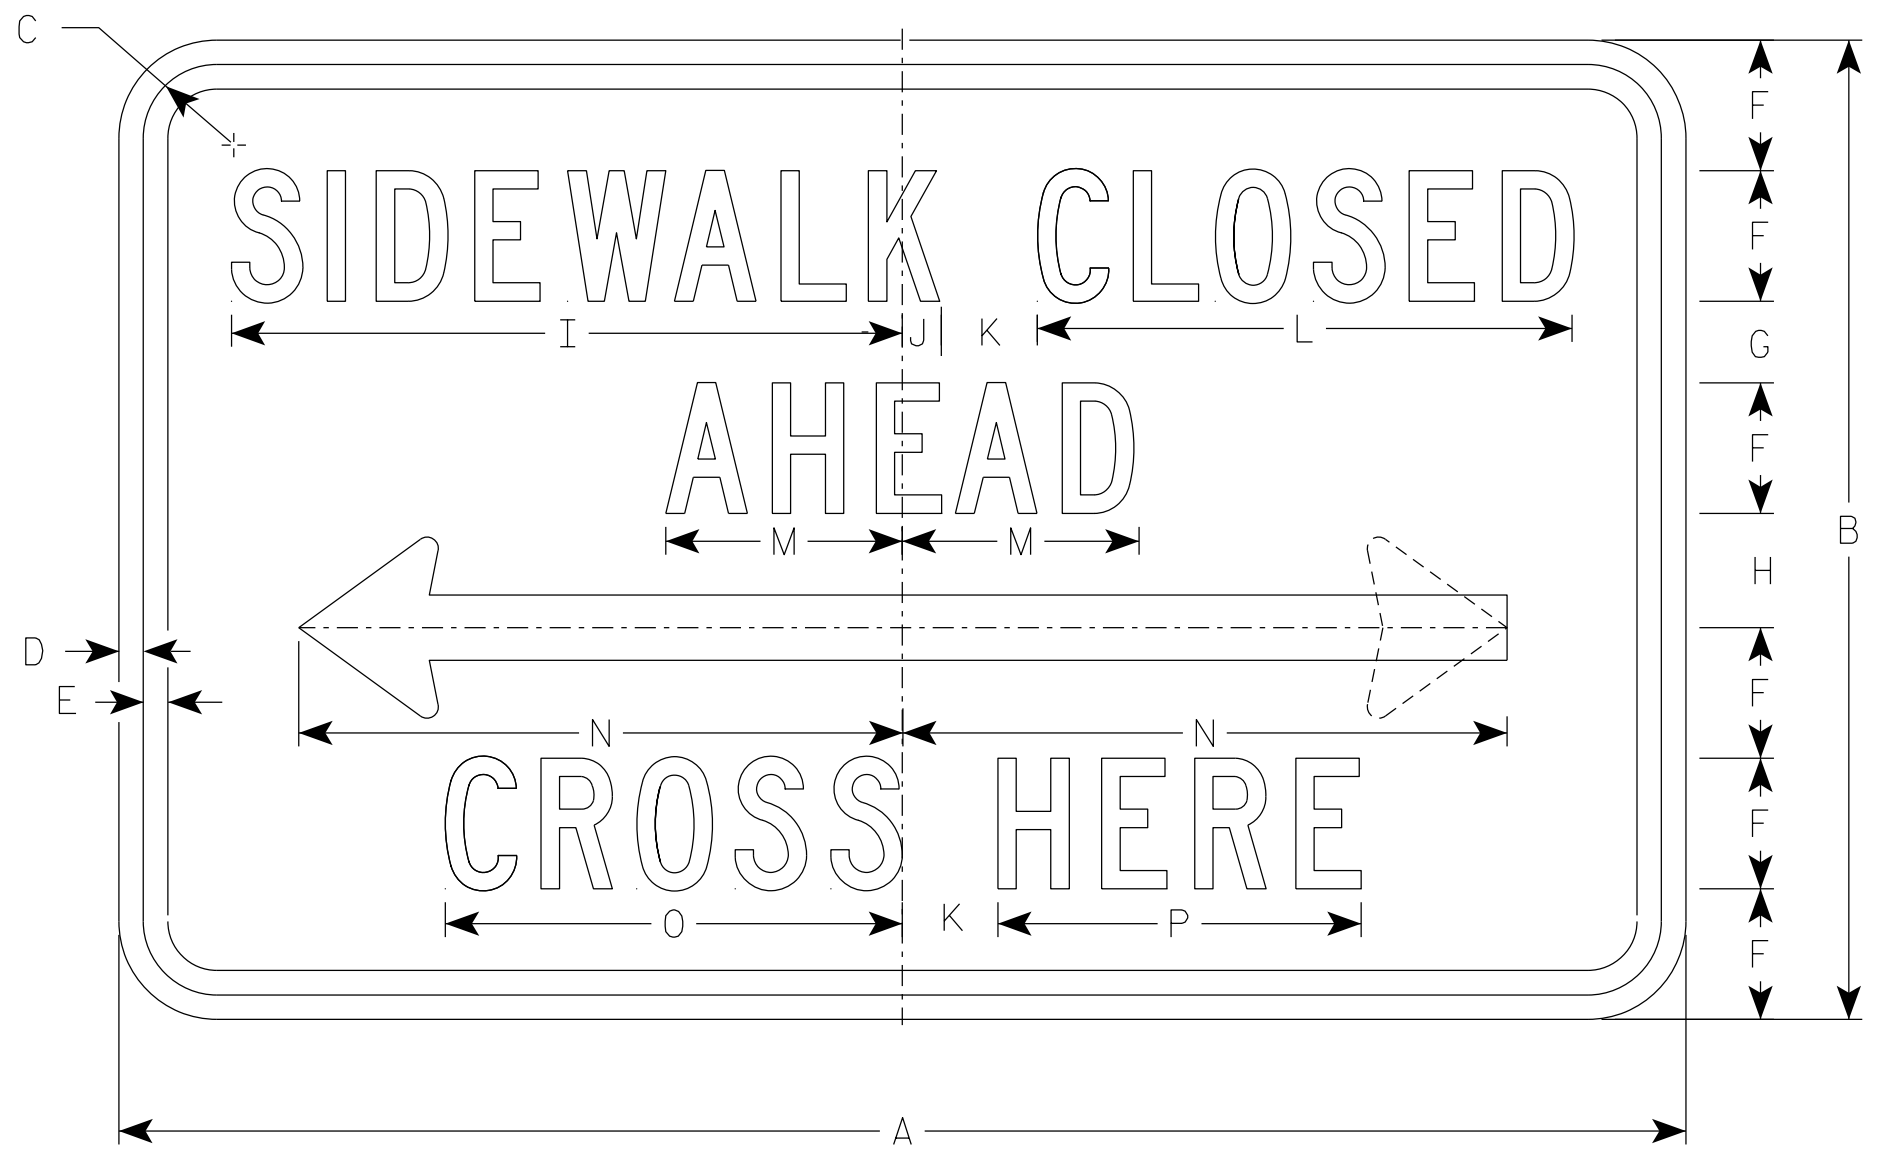 C
F
SIDEWALK CLOSED
F
I J K L
G
AHEAD
F
M M
B
H
D
E
F
N N
CROSS HERE
F
O K P
F
A